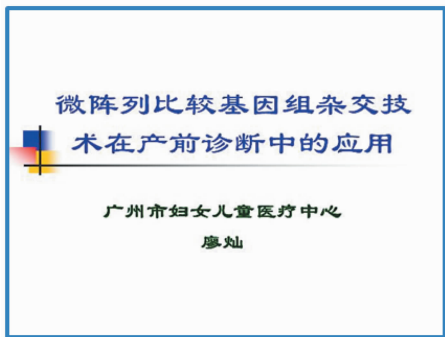 微阵列比较基因组杂交技
术在产前诊断中的应用
广州市妇女儿童医疗中心
廖灿